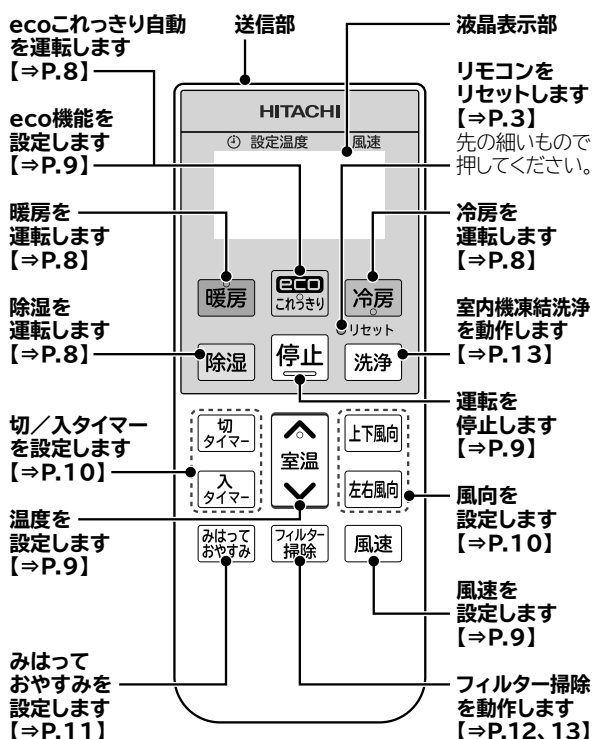 ecoこれっきり自動
を運転します
【⇒P.8】
eco機能を
設定します
【⇒P.9】
暖房を
運転します
【⇒P.8】
除湿を
運転します
【⇒P.8】
切／入タイマー
を設定します
【⇒P.10】
温度を
設定します
【⇒P.9】
みはって
おやすみを
設定します
【⇒P.11】
送信部
HITACHI
設定温度 風速
暖房
eco
これっきり
冷房
リセット
除湿
停止
洗浄
切
タイマー
室温
上下風向
入
タイマー
左右風向
みはって
おやすみ
フィルター
掃除
風速
液晶表示部
リモコンを
リセットします
【⇒P.3】
先の細いもので
押してください。
冷房を
運転します
【⇒P.8】
室内機凍結洗浄
を動作します
【⇒P.13】
運転を
停止します
【⇒P.9】
風向を
設定します
【⇒P.10】
風速を
設定します
【⇒P.9】
フィルター掃除
を動作します
【⇒P.12、13】